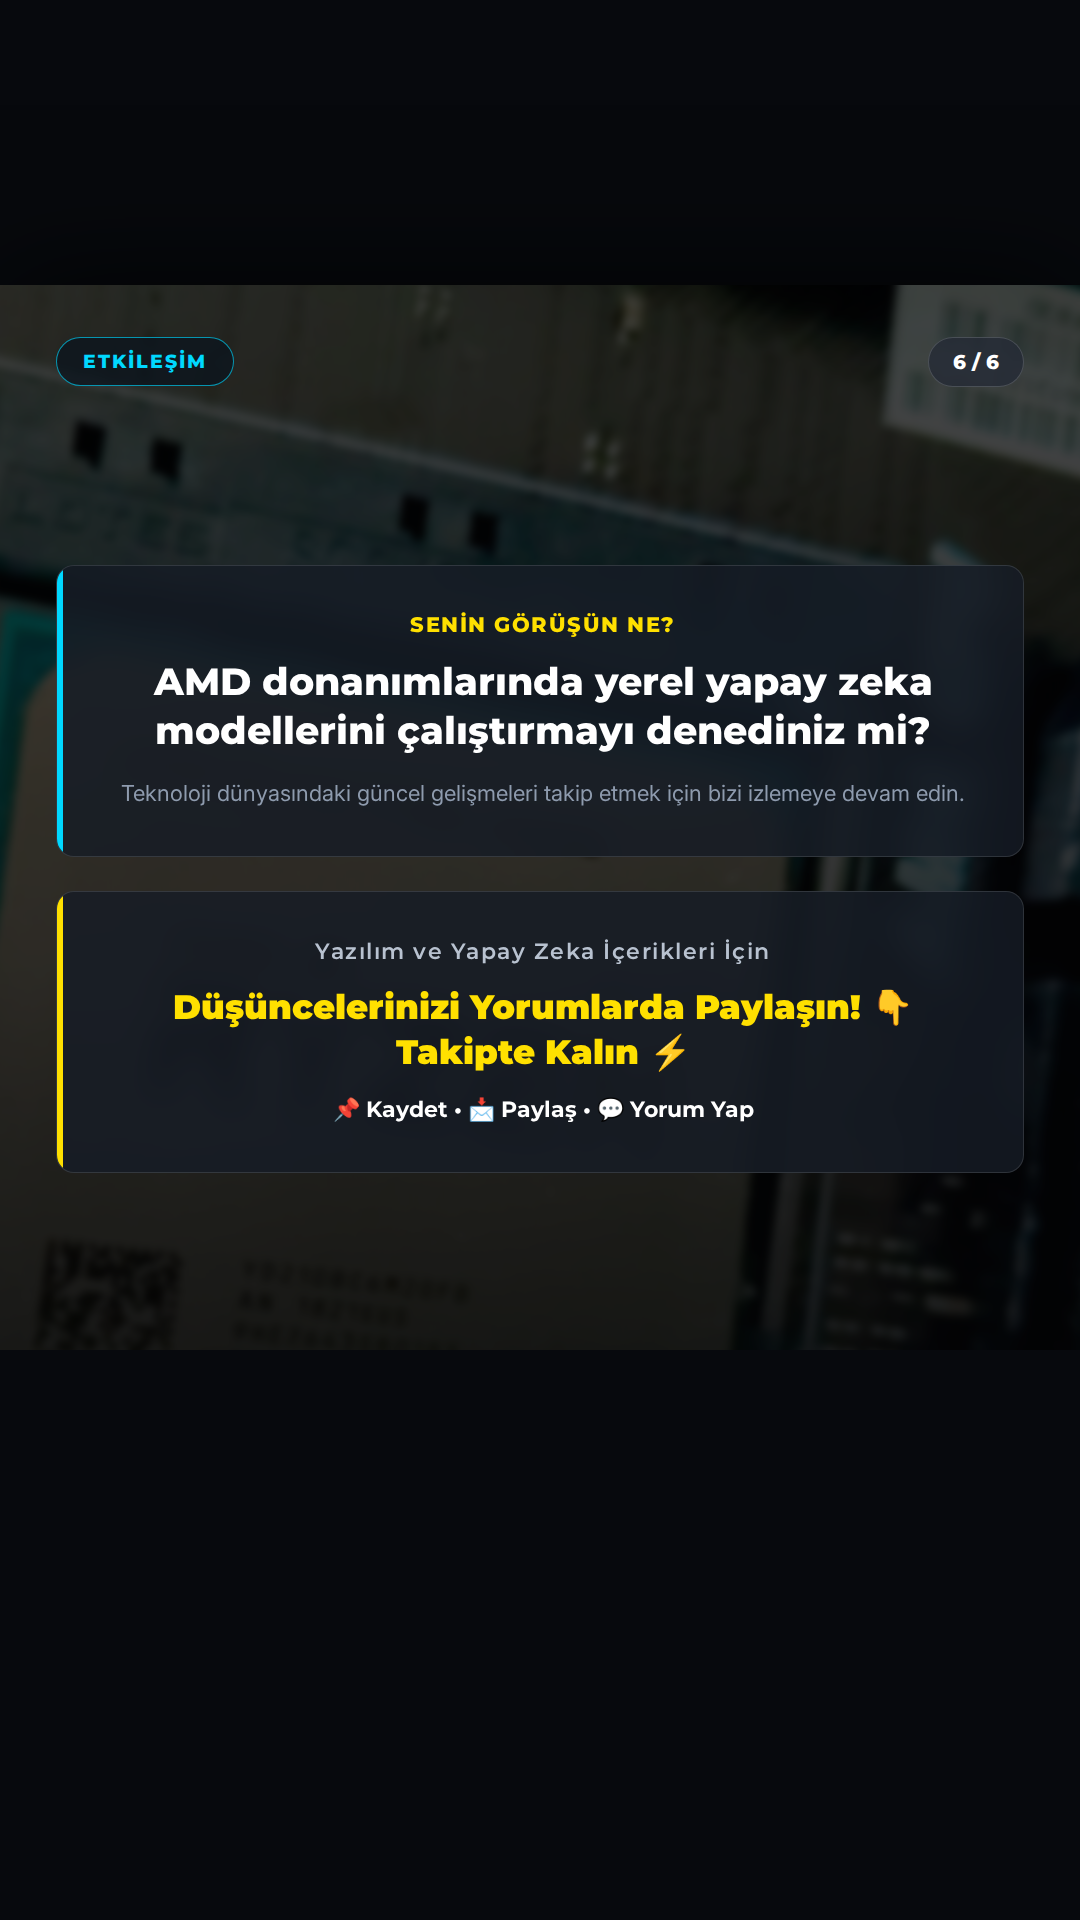 ETKİLEŞİM
6 / 6
SENİN GÖRÜŞÜN NE?
AMD donanımlarında yerel yapay zeka
modellerini çalıştırmayı denediniz mi?
Teknoloji dünyasındaki güncel gelişmeleri takip etmek için bizi izlemeye devam edin.
Yazılım ve Yapay Zeka İçerikleri İçin
Düşüncelerinizi Yorumlarda Paylaşın! 👇
Takipte Kalın ⚡
📌 Kaydet • 📩 Paylaş • 💬 Yorum Yap